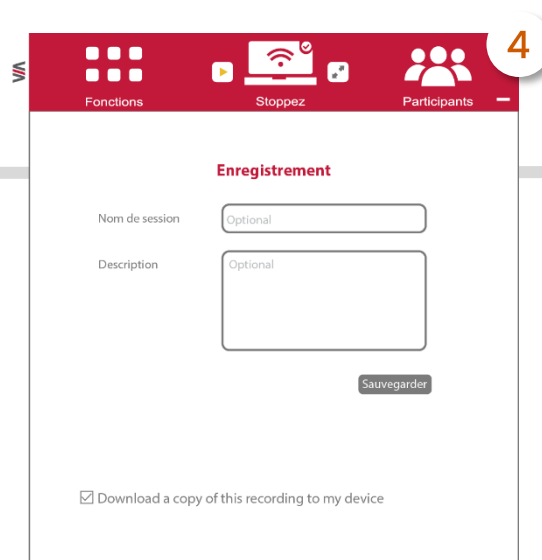 4
Fonctions Stoppez Participants
Enregistrement
Nom de session Optional
Description Optional
Sauvegarder
Download a copy of this recording to my device